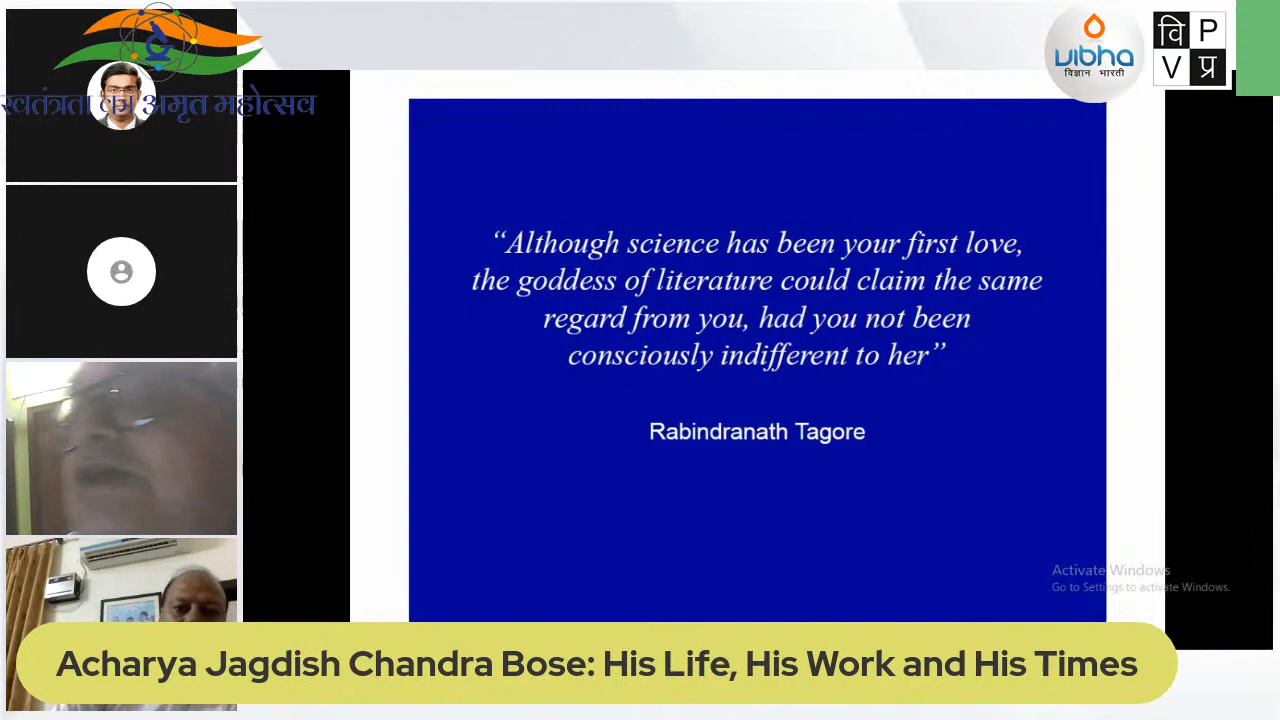 स्वतंत्रता का अमृत महोत्सव
vibha
विज्ञान भारती
वि P
V प्र
“Although science has been your first love,
the goddess of literature could claim the same
regard from you, had you not been
consciously indifferent to her”
Rabindranath Tagore
Activate Windows
Go to Settings to activate Windows.
Acharya Jagdish Chandra Bose: His Life, His Work and His Times